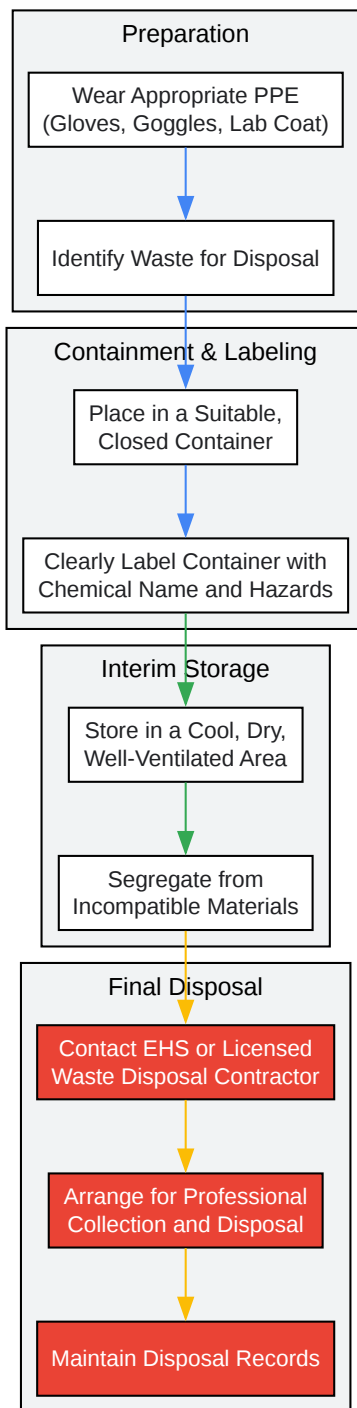 Preparation
Wear Appropriate PPE
(Gloves, Goggles, Lab Coat)
Identify Waste for Disposal
Containment & Labeling
Place in a Suitable,
Closed Container
Clearly Label Container with
Chemical Name and Hazards
Interim Storage
Store in a Cool, Dry,
Well-Ventilated Area
Segregate from
Incompatible Materials
Final Disposal
Contact EHS or Licensed
Waste Disposal Contractor
Arrange for Professional
Collection and Disposal
Maintain Disposal Records